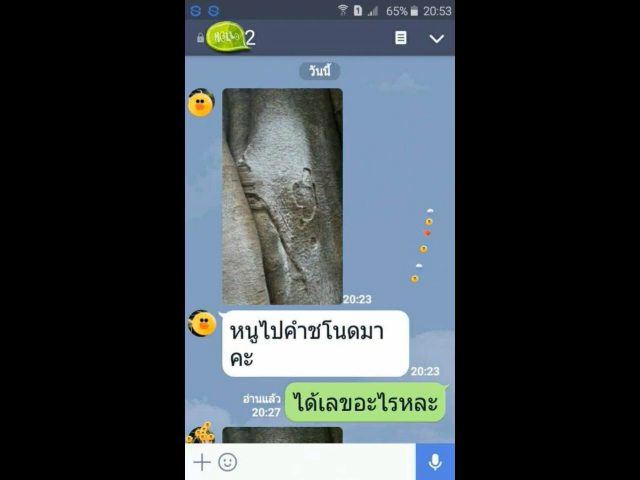 65% 20:53
2
วันนี้
20:23
หนูไปคำชโนดมา
คะ
20:23
อ่านแล้ว
20:27
ได้เลขอะไรหละ